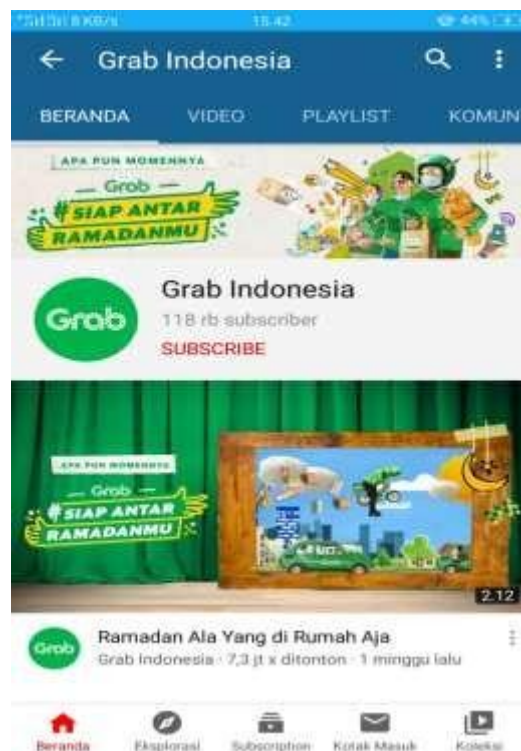 15.42
44%
Grab Indonesia
BERANDA VIDEO PLAYLIST KOMUN
APA PUN MOMENNYA
Grab
#SIAP ANTAR
RAMADANMU
Grab
Grab Indonesia
118 rb subscriber
SUBSCRIBE
APA PUN MOMENNYA
Grab
#SIAP ANTAR
RAMADANMU
2.12
Grab
Ramadan Ala Yang di Rumah Aja
Grab Indonesia · 7,3 jt x ditonton · 1 minggu lalu
Beranda Eksplorasi Subscription Kotak Masuk Koleksi